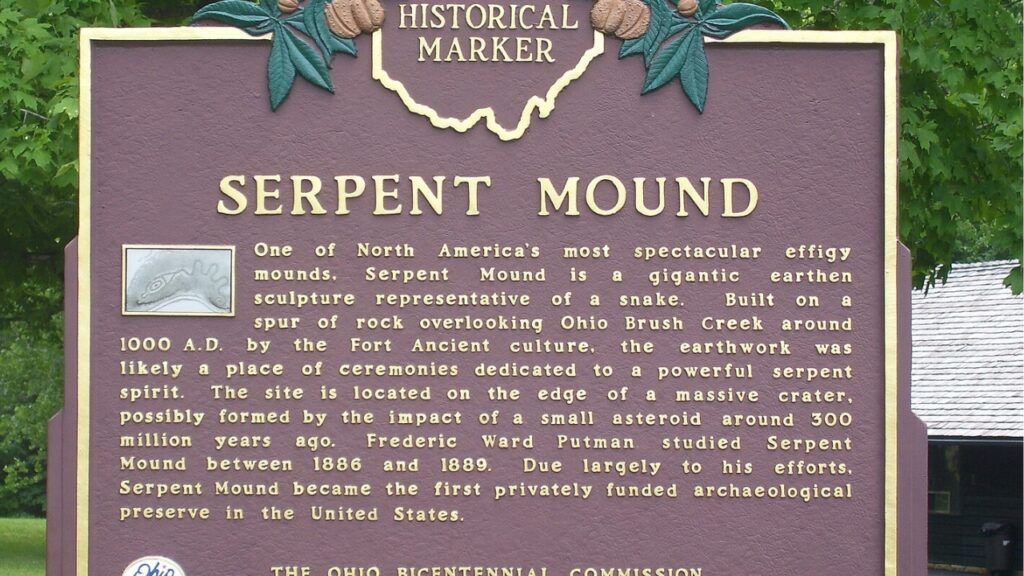 HISTORICAL
MARKER
SERPENT MOUND
One of North America's most spectacular effigy
mounds, Serpent Mound is a gigantic earthen
sculpture representative of a snake. Built on a
spur of rock overlooking Ohio Brush Creek around
1000 A.D. by the Fort Ancient culture, the earthwork was
likely a place of ceremonies dedicated to a powerful serpent
spirit. The site is located on the edge of a massive crater,
possibly formed by the impact of a small asteroid around 300
million years ago. Frederic Ward Putman studied Serpent
Mound between 1886 and 1889. Due largely to his efforts,
Serpent Mound became the first privately funded archaeological
preserve in the United States.
Ohio
THE OHIO BICENTENNIAL COMMISSION